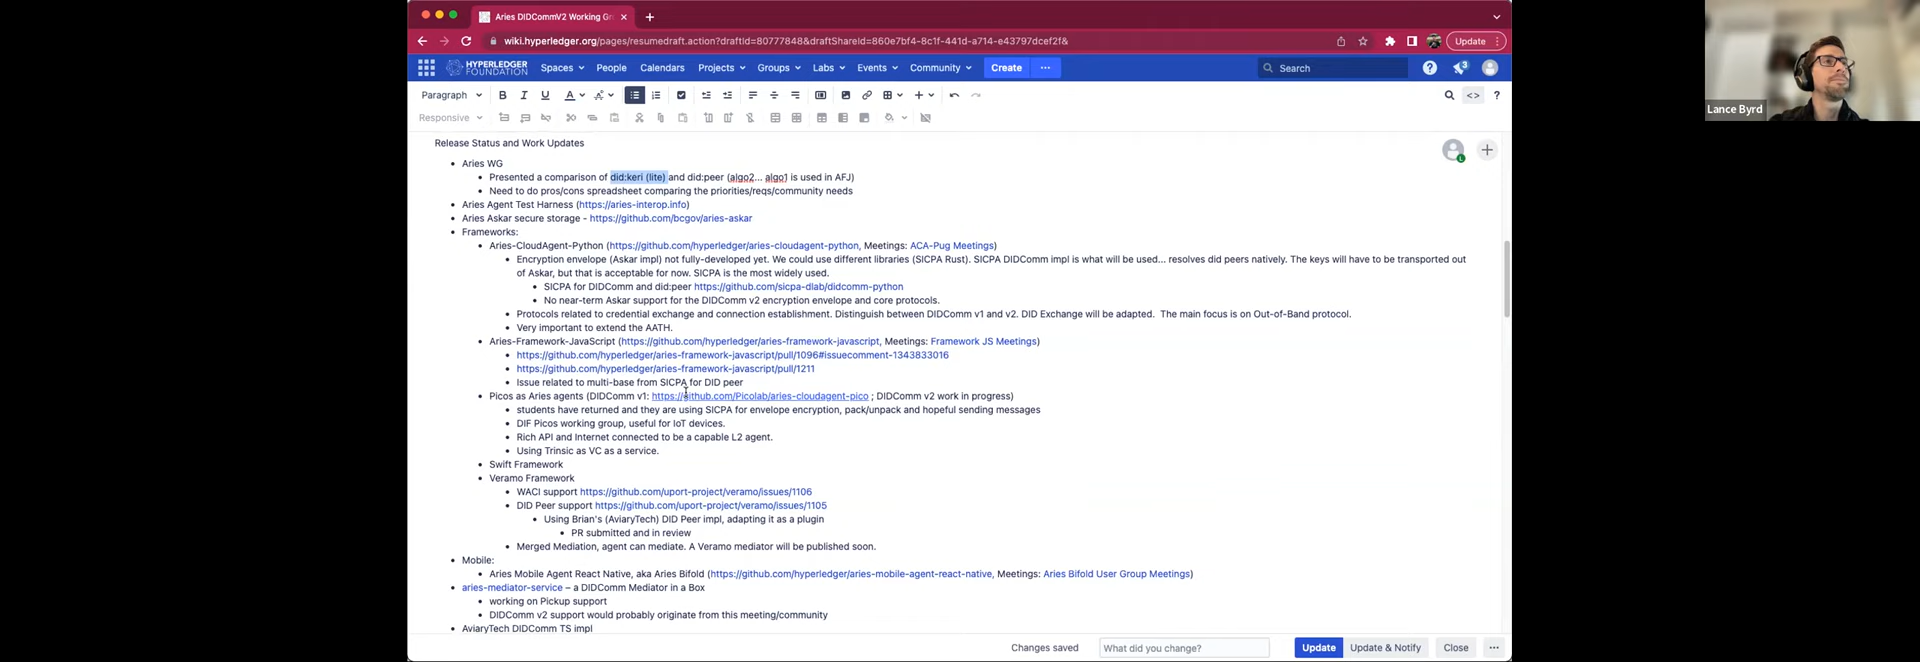 Aries DIDCommV2 Working Gr
wiki.hyperledger.org/pages/resumedraft.action?draftId=80777848&draftShareId=860e7bf4-8c1f-441d-a714-e43797dcef2f&
Update
HYPERLEDGER FOUNDATION
Spaces People Calendars Projects Groups Labs Events Community Create
Search
3
Paragraph B I U A
Responsive
Lance Byrd
Release Status and Work Updates
Aries WG
Presented a comparison of did:keri (lite) and did:peer (algo2... algo1 is used in AFJ)
Need to do pros/cons spreadsheet comparing the priorities/reqs/community needs
Aries Agent Test Harness (https://aries-interop.info)
Aries Askar secure storage - https://github.com/bcgov/aries-askar
Frameworks:
Aries-CloudAgent-Python (https://github.com/hyperledger/aries-cloudagent-python, Meetings: ACA-Pug Meetings)
Encryption envelope (Askar impl) not fully-developed yet. We could use different libraries (SICPA Rust). SICPA DIDComm impl is what will be used... resolves did peers natively. The keys will have to be transported out
of Askar, but that is acceptable for now. SICPA is the most widely used.
SICPA for DIDComm and did:peer https://github.com/sicpa-dlab/didcomm-python
No near-term Askar support for the DIDComm v2 encryption envelope and core protocols.
Protocols related to credential exchange and connection establishment. Distinguish between DIDComm v1 and v2. DID Exchange will be adapted. The main focus is on Out-of-Band protocol.
Very important to extend the AATH.
Aries-Framework-JavaScript (https://github.com/hyperledger/aries-framework-javascript, Meetings: Framework JS Meetings)
https://github.com/hyperledger/aries-framework-javascript/pull/1096#issuecomment-1343833016
https://github.com/hyperledger/aries-framework-javascript/pull/1211
Issue related to multi-base from SICPA for DID peer
Picos as Aries agents (DIDComm v1: https://github.com/Picolab/aries-cloudagent-pico ; DIDComm v2 work in progress)
students have returned and they are using SICPA for envelope encryption, pack/unpack and hopeful sending messages
DIF Picos working group, useful for IoT devices.
Rich API and Internet connected to be a capable L2 agent.
Using Trinsic as VC as a service.
Swift Framework
Veramo Framework
WACI support https://github.com/uport-project/veramo/issues/1106
DID Peer support https://github.com/uport-project/veramo/issues/1105
Using Brian's (AviaryTech) DID Peer impl, adapting it as a plugin
PR submitted and in review
Merged Mediation, agent can mediate. A Veramo mediator will be published soon.
Mobile:
Aries Mobile Agent React Native, aka Aries Bifold (https://github.com/hyperledger/aries-mobile-agent-react-native, Meetings: Aries Bifold User Group Meetings)
aries-mediator-service – a DIDComm Mediator in a Box
working on Pickup support
DIDComm v2 support would probably originate from this meeting/community
AviaryTech DIDComm TS impl
Changes saved What did you change? Update Update & Notify Close